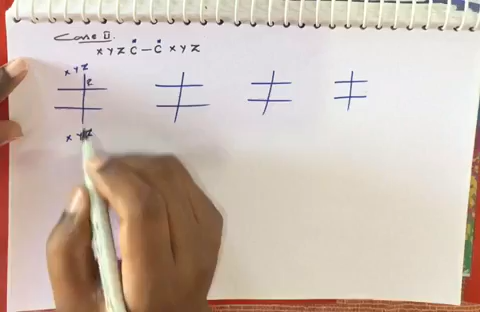 Case II.
x y z Ċ – Ċ x y z
x y z
R
x y z